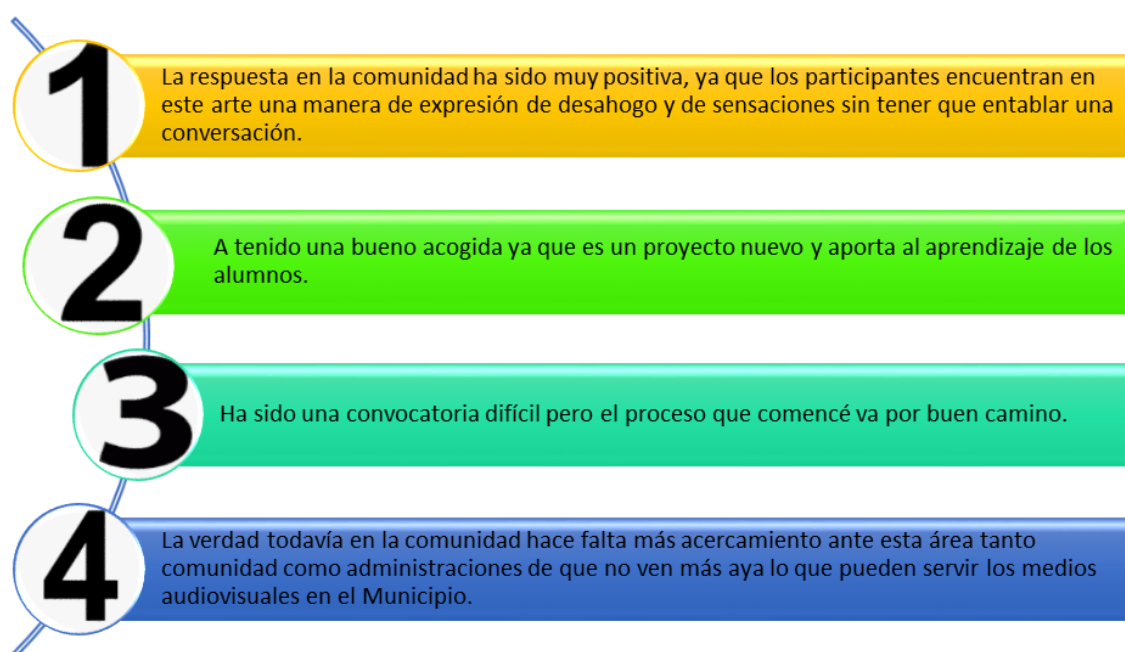 1
La respuesta en la comunidad ha sido muy positiva, ya que los participantes encuentran en
este arte una manera de expresión de desahogo y de sensaciones sin tener que entablar una
conversación.
2
A tenido una bueno acogida ya que es un proyecto nuevo y aporta al aprendizaje de los
alumnos.
3
Ha sido una convocatoria difícil pero el proceso que comencé va por buen camino.
4
La verdad todavía en la comunidad hace falta más acercamiento ante esta área tanto
comunidad como administraciones de que no ven más aya lo que pueden servir los medios
audiovisuales en el Municipio.